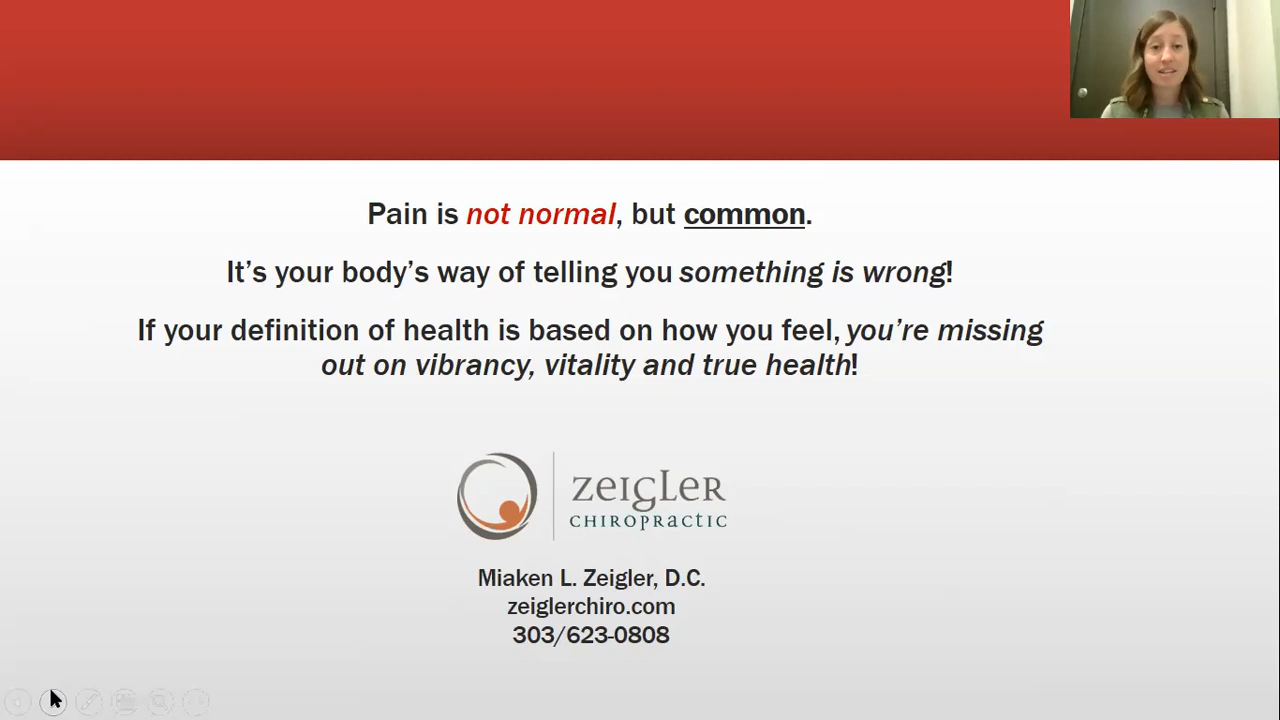 Pain is not normal, but common.
It's your body's way of telling you something is wrong!
If your definition of health is based on how you feel, you're missing
out on vibrancy, vitality and true health!
zeigler
chiropractic
Miaken L. Zeigler, D.C.
zeiglerchiro.com
303/623-0808